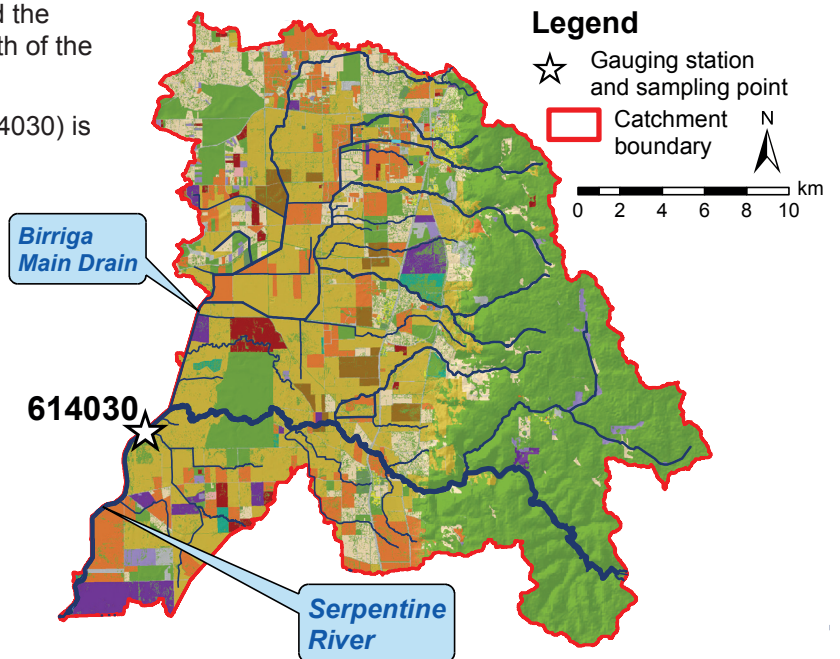 d the
th of the
4030) is
Legend
Gauging station
and sampling point
Catchment
boundary
N
km
0 2 4 6 8 10
Birriga
Main Drain
614030
Serpentine
River